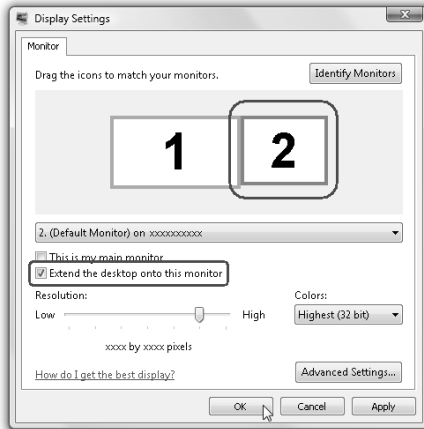 Display Settings
Monitor
Drag the icons to match your monitors.
Identify Monitors
1
2
2. (Default Monitor) on xxxxxxxxxx
This is my main monitor
Extend the desktop onto this monitor
Resolution:
Colors:
Low
High
Highest (32 bit)
xxxx by xxxx pixels
How do I get the best display?
Advanced Settings...
OK
Cancel
Apply